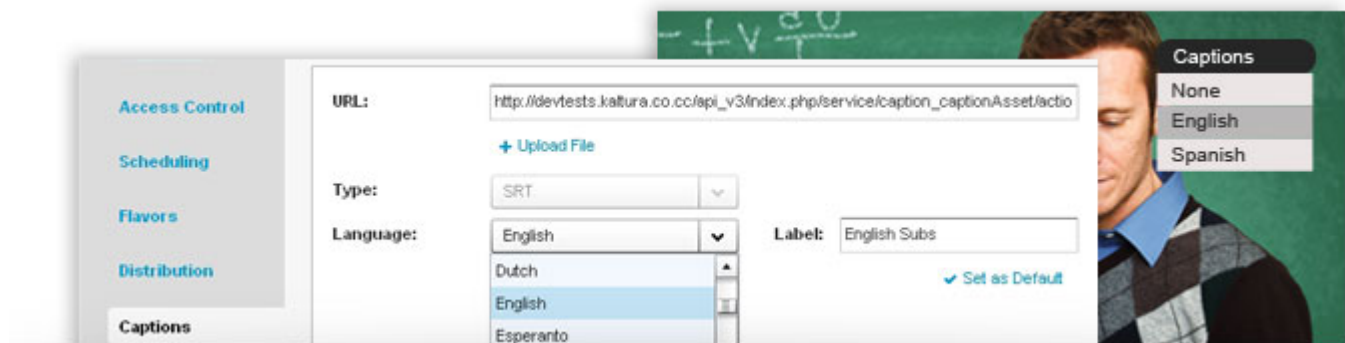 Access Control
Scheduling
Flavors
Distribution
Captions
URL:
http://devtests.kaltura.co.cc/api_v3/index.php/service/caption_captionAsset/actio
+ Upload File
Type:
SRT
Language:
English
Label:
English Subs
Dutch
English
Esperanto
Set as Default
Captions
None
English
Spanish